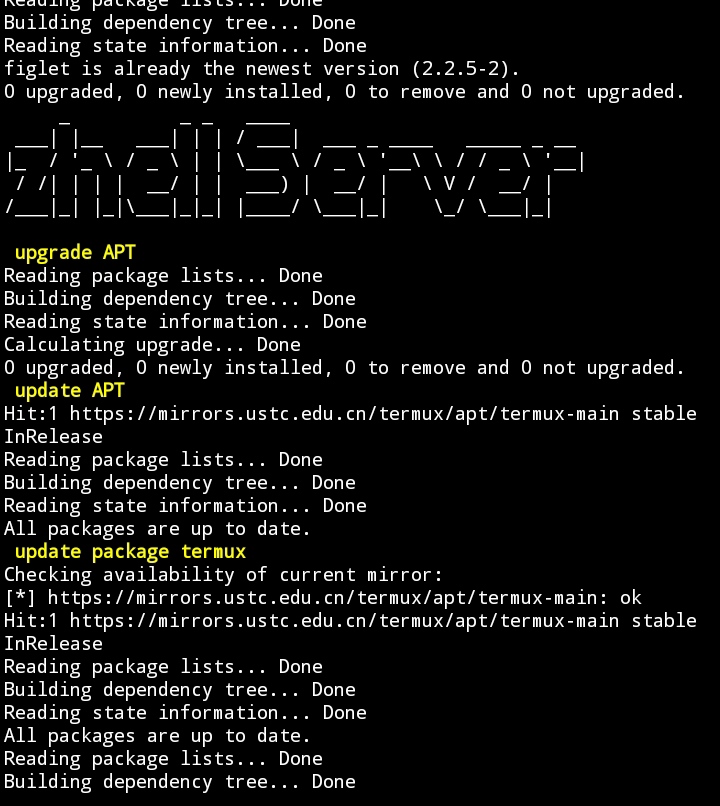 Reading package lists... Done
Building dependency tree... Done
Reading state information... Done
figlet is already the newest version (2.2.5-2).
0 upgraded, 0 newly installed, 0 to remove and 0 not upgraded.
zhellServer
upgrade APT
Reading package lists... Done
Building dependency tree... Done
Reading state information... Done
Calculating upgrade... Done
0 upgraded, 0 newly installed, 0 to remove and 0 not upgraded.
update APT
Hit:1 https://mirrors.ustc.edu.cn/termux/apt/termux-main stable
InRelease
Reading package lists... Done
Building dependency tree... Done
Reading state information... Done
All packages are up to date.
update package termux
Checking availability of current mirror:
[*] https://mirrors.ustc.edu.cn/termux/apt/termux-main: ok
Hit:1 https://mirrors.ustc.edu.cn/termux/apt/termux-main stable
InRelease
Reading package lists... Done
Building dependency tree... Done
Reading state information... Done
All packages are up to date.
Reading package lists... Done
Building dependency tree... Done